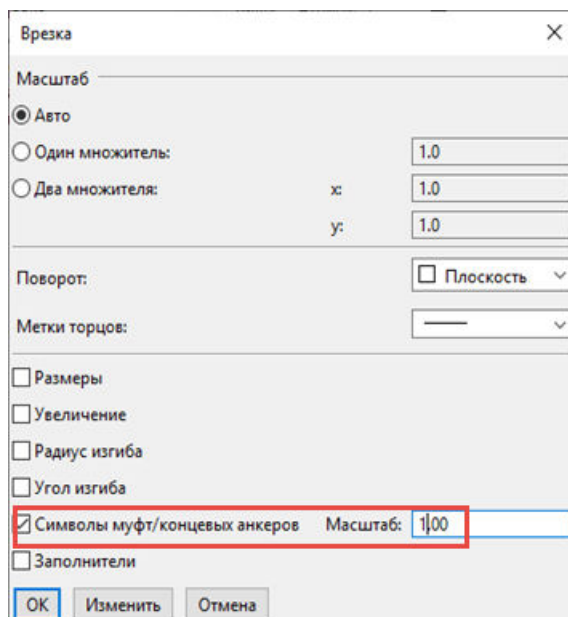 Врезка
Масштаб
Авто
Один множитель: 1.0
Два множителя: x: 1.0
y: 1.0
Поворот: Плоскость
Метки торцов:
Размеры
Увеличение
Радиус изгиба
Угол изгиба
Символы муфт/концевых анкеров Масштаб: 1.00
Заполнители
ОК Изменить Отмена